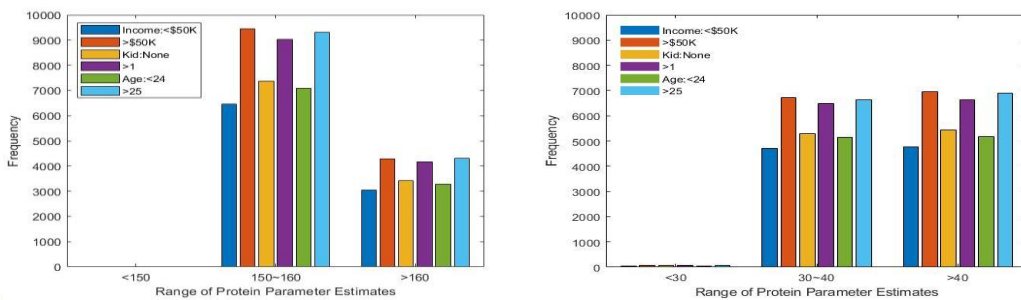 10000
9000
8000
7000
6000
5000
4000
3000
2000
1000
0
Frequency
Income:<$50K
>$50K
Kid:None
>1
Age:<24
>25
<150
150~160
>160
Range of Protein Parameter Estimates
10000
9000
8000
7000
6000
5000
4000
3000
2000
1000
0
Frequency
Income:<$50K
>$50K
Kid:None
>1
Age:<24
>25
<30
30~40
>40
Range of Protein Parameter Estimates